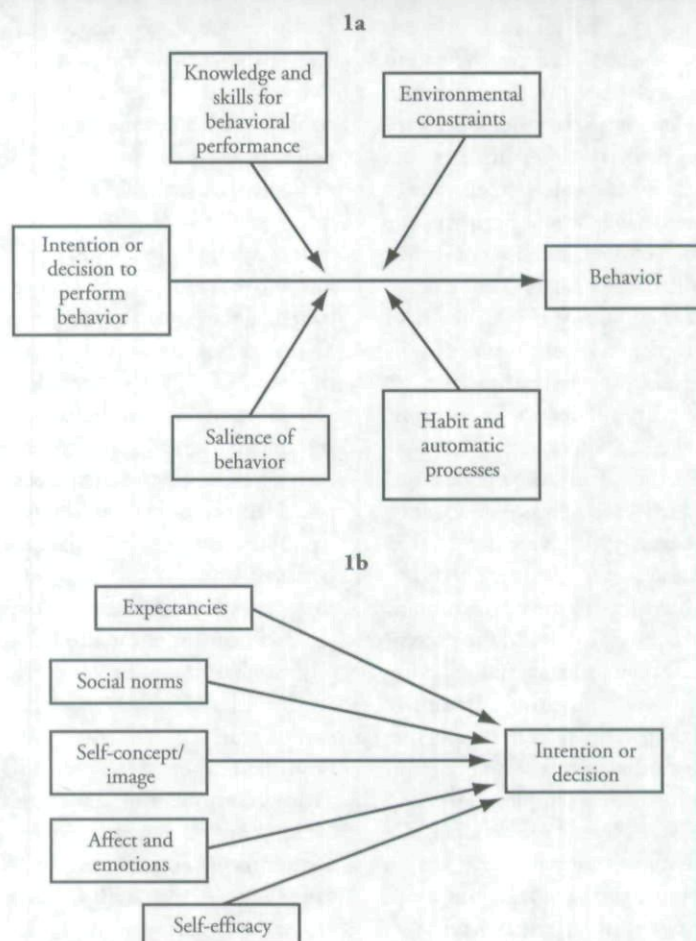 1a
Knowledge and
skills for
behavioral
performance
Environmental
constraints
Intention or
decision to
perform
behavior
Behavior
Salience of
behavior
Habit and
automatic
processes
1b
Expectancies
Social norms
Self-concept/
image
Intention or
decision
Affect and
emotions
Self-efficacy